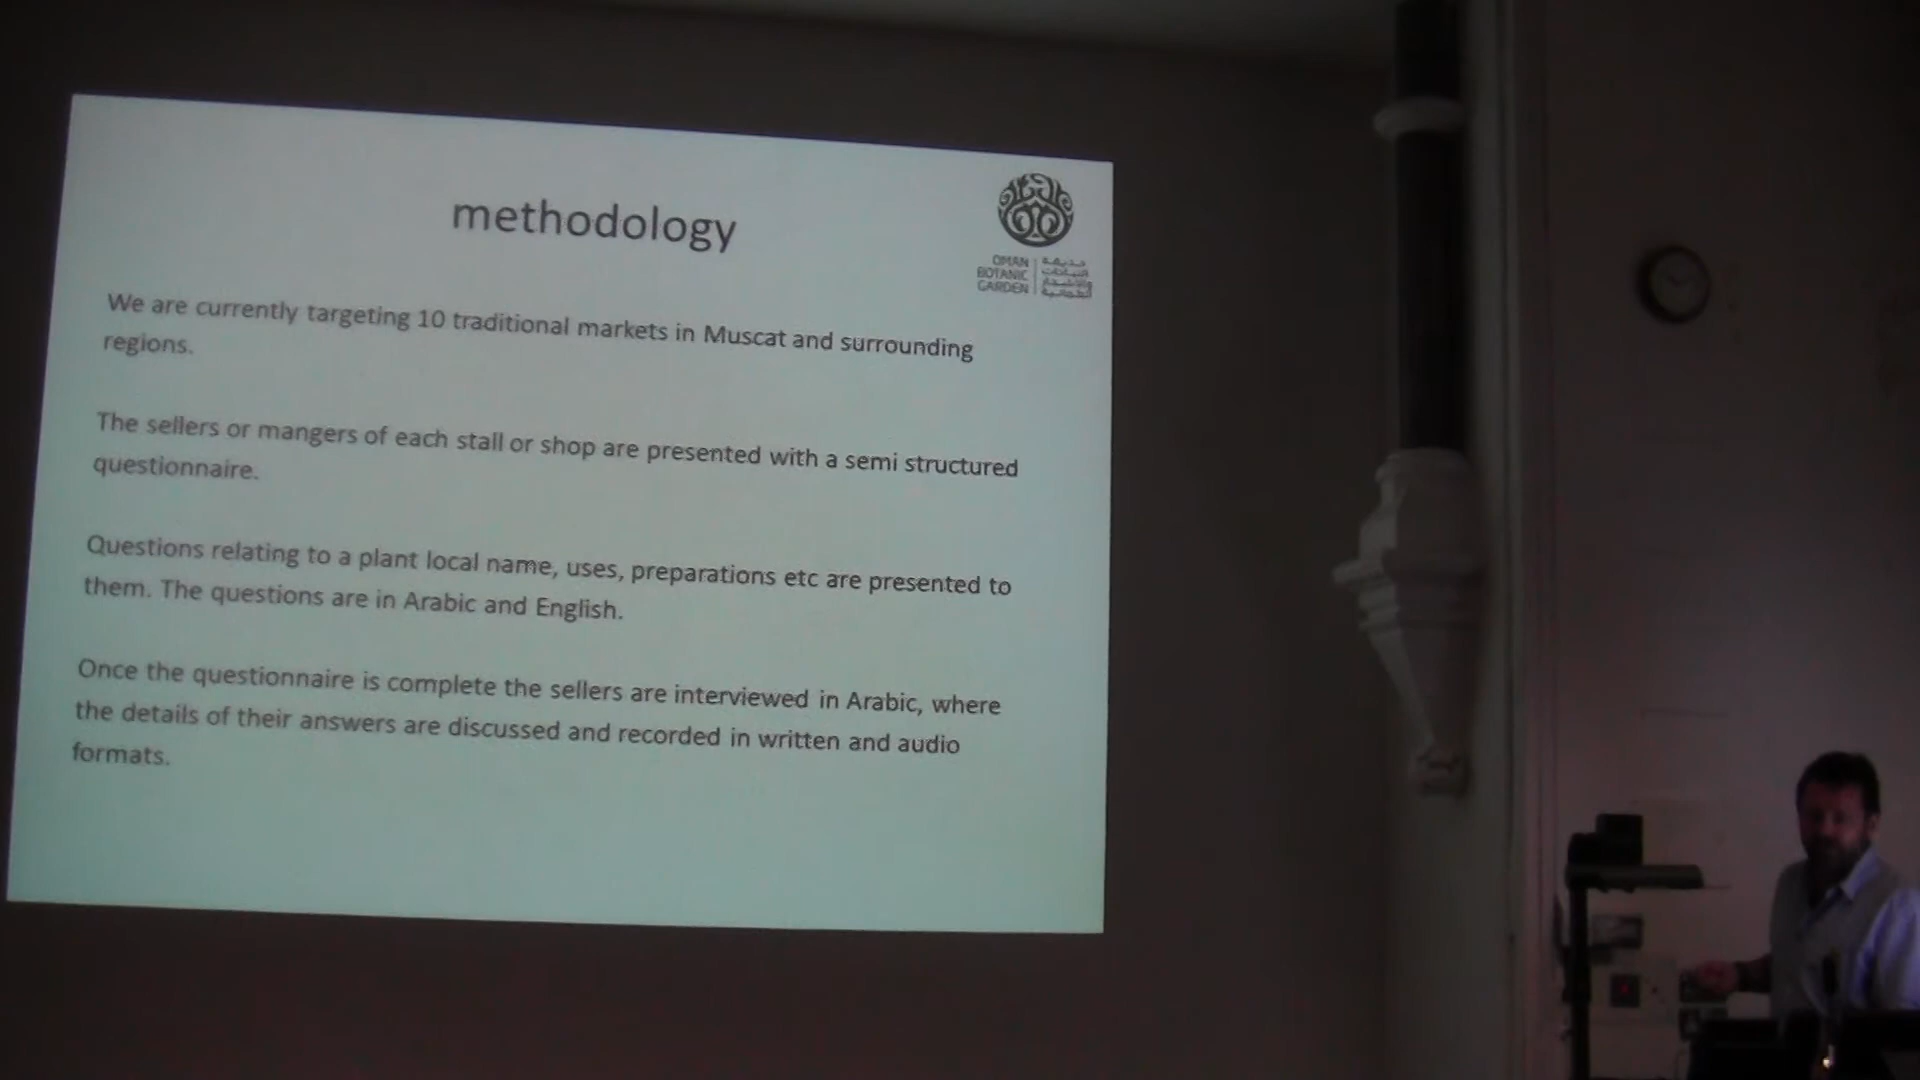 methodology
OMAN
BOTANIC
GARDEN
حديقة
النباتات
والأشجار
العمانية
We are currently targeting 10 traditional markets in Muscat and surrounding
regions.
The sellers or mangers of each stall or shop are presented with a semi structured
questionnaire.
Questions relating to a plant local name, uses, preparations etc are presented to
them. The questions are in Arabic and English.
Once the questionnaire is complete the sellers are interviewed in Arabic, where
the details of their answers are discussed and recorded in written and audio
formats.